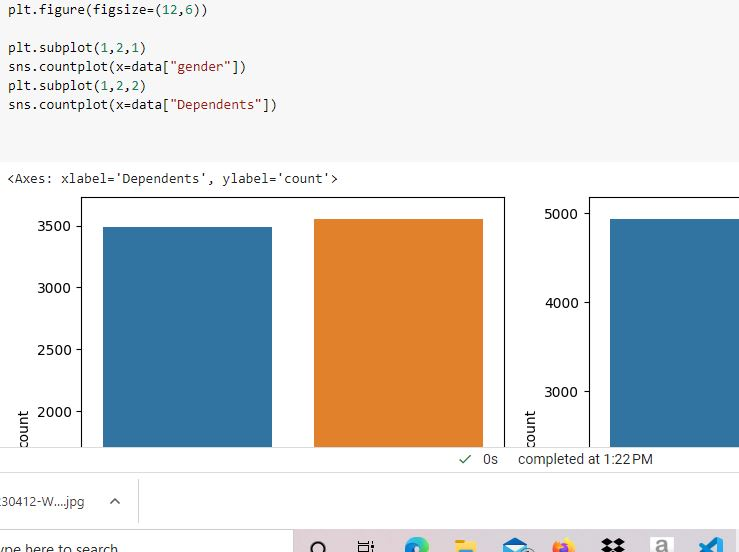 plt.figure(figsize=(12,6))
plt.subplot(1,2,1)
sns.countplot(x=data["gender"])
plt.subplot(1,2,2)
sns.countplot(x=data["Dependents"])
<Axes: xlabel='Dependents', ylabel='count'>
3500
3000
2500
2000
count
5000
4000
3000
count
0s completed at 1:22 PM
30412-W....jpg
ype here to search
a